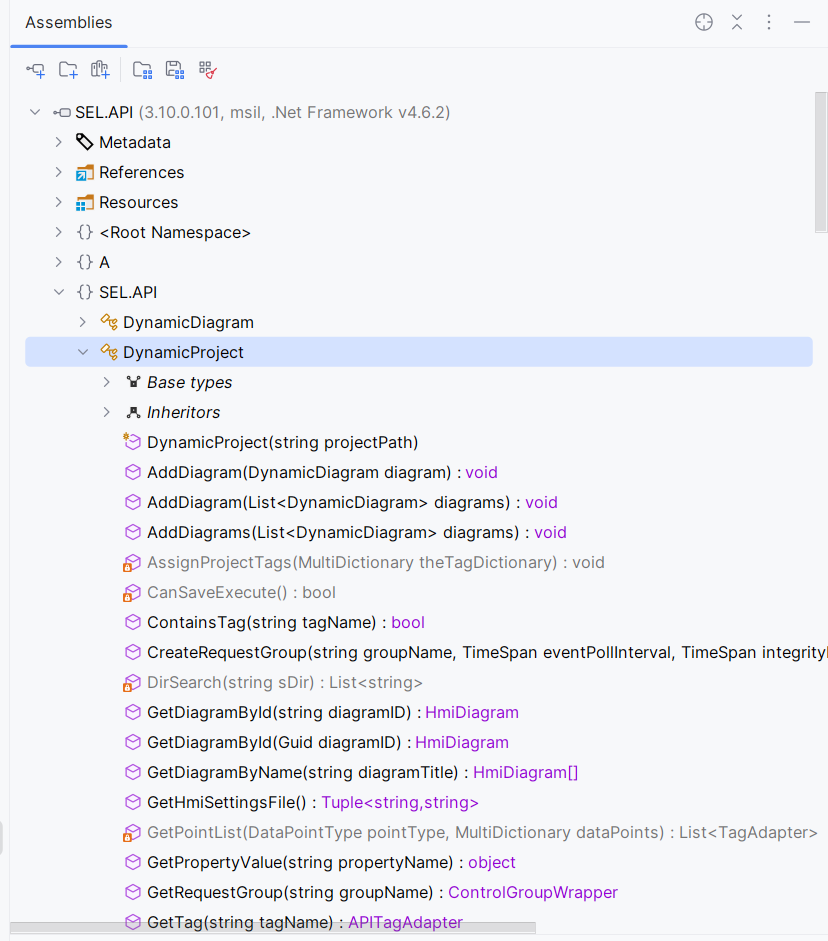 Assemblies
SEL.API (3.10.0.101, msil, .Net Framework v4.6.2)
Metadata
References
Resources
<Root Namespace>
A
SEL.API
DynamicDiagram
DynamicProject
Base types
Inheritors
DynamicProject(string projectPath)
AddDiagram(DynamicDiagram diagram) : void
AddDiagram(List<DynamicDiagram> diagrams) : void
AddDiagrams(List<DynamicDiagram> diagrams) : void
AssignProjectTags(MultiDictionary theTagDictionary) : void
CanSaveExecute() : bool
ContainsTag(string tagName) : bool
CreateRequestGroup(string groupName, TimeSpan eventPollInterval, TimeSpan integrity
DirSearch(string sDir) : List<string>
GetDiagramById(string diagramID) : HmiDiagram
GetDiagramById(Guid diagramID) : HmiDiagram
GetDiagramByName(string diagramTitle) : HmiDiagram[]
GetHmiSettingsFile() : Tuple<string,string>
GetPointList(DataPointType pointType, MultiDictionary dataPoints) : List<TagAdapter>
GetPropertyValue(string propertyName) : object
GetRequestGroup(string groupName) : ControlGroupWrapper
GetTag(string tagName) : APITagAdapter